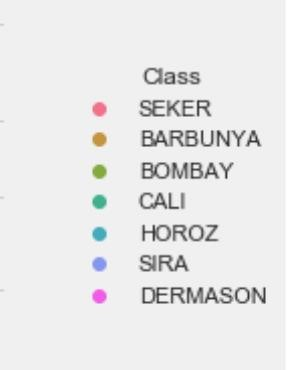 Class
SEKER
BARBUNYA
BOMBAY
CALI
HOROZ
SIRA
DERMASON